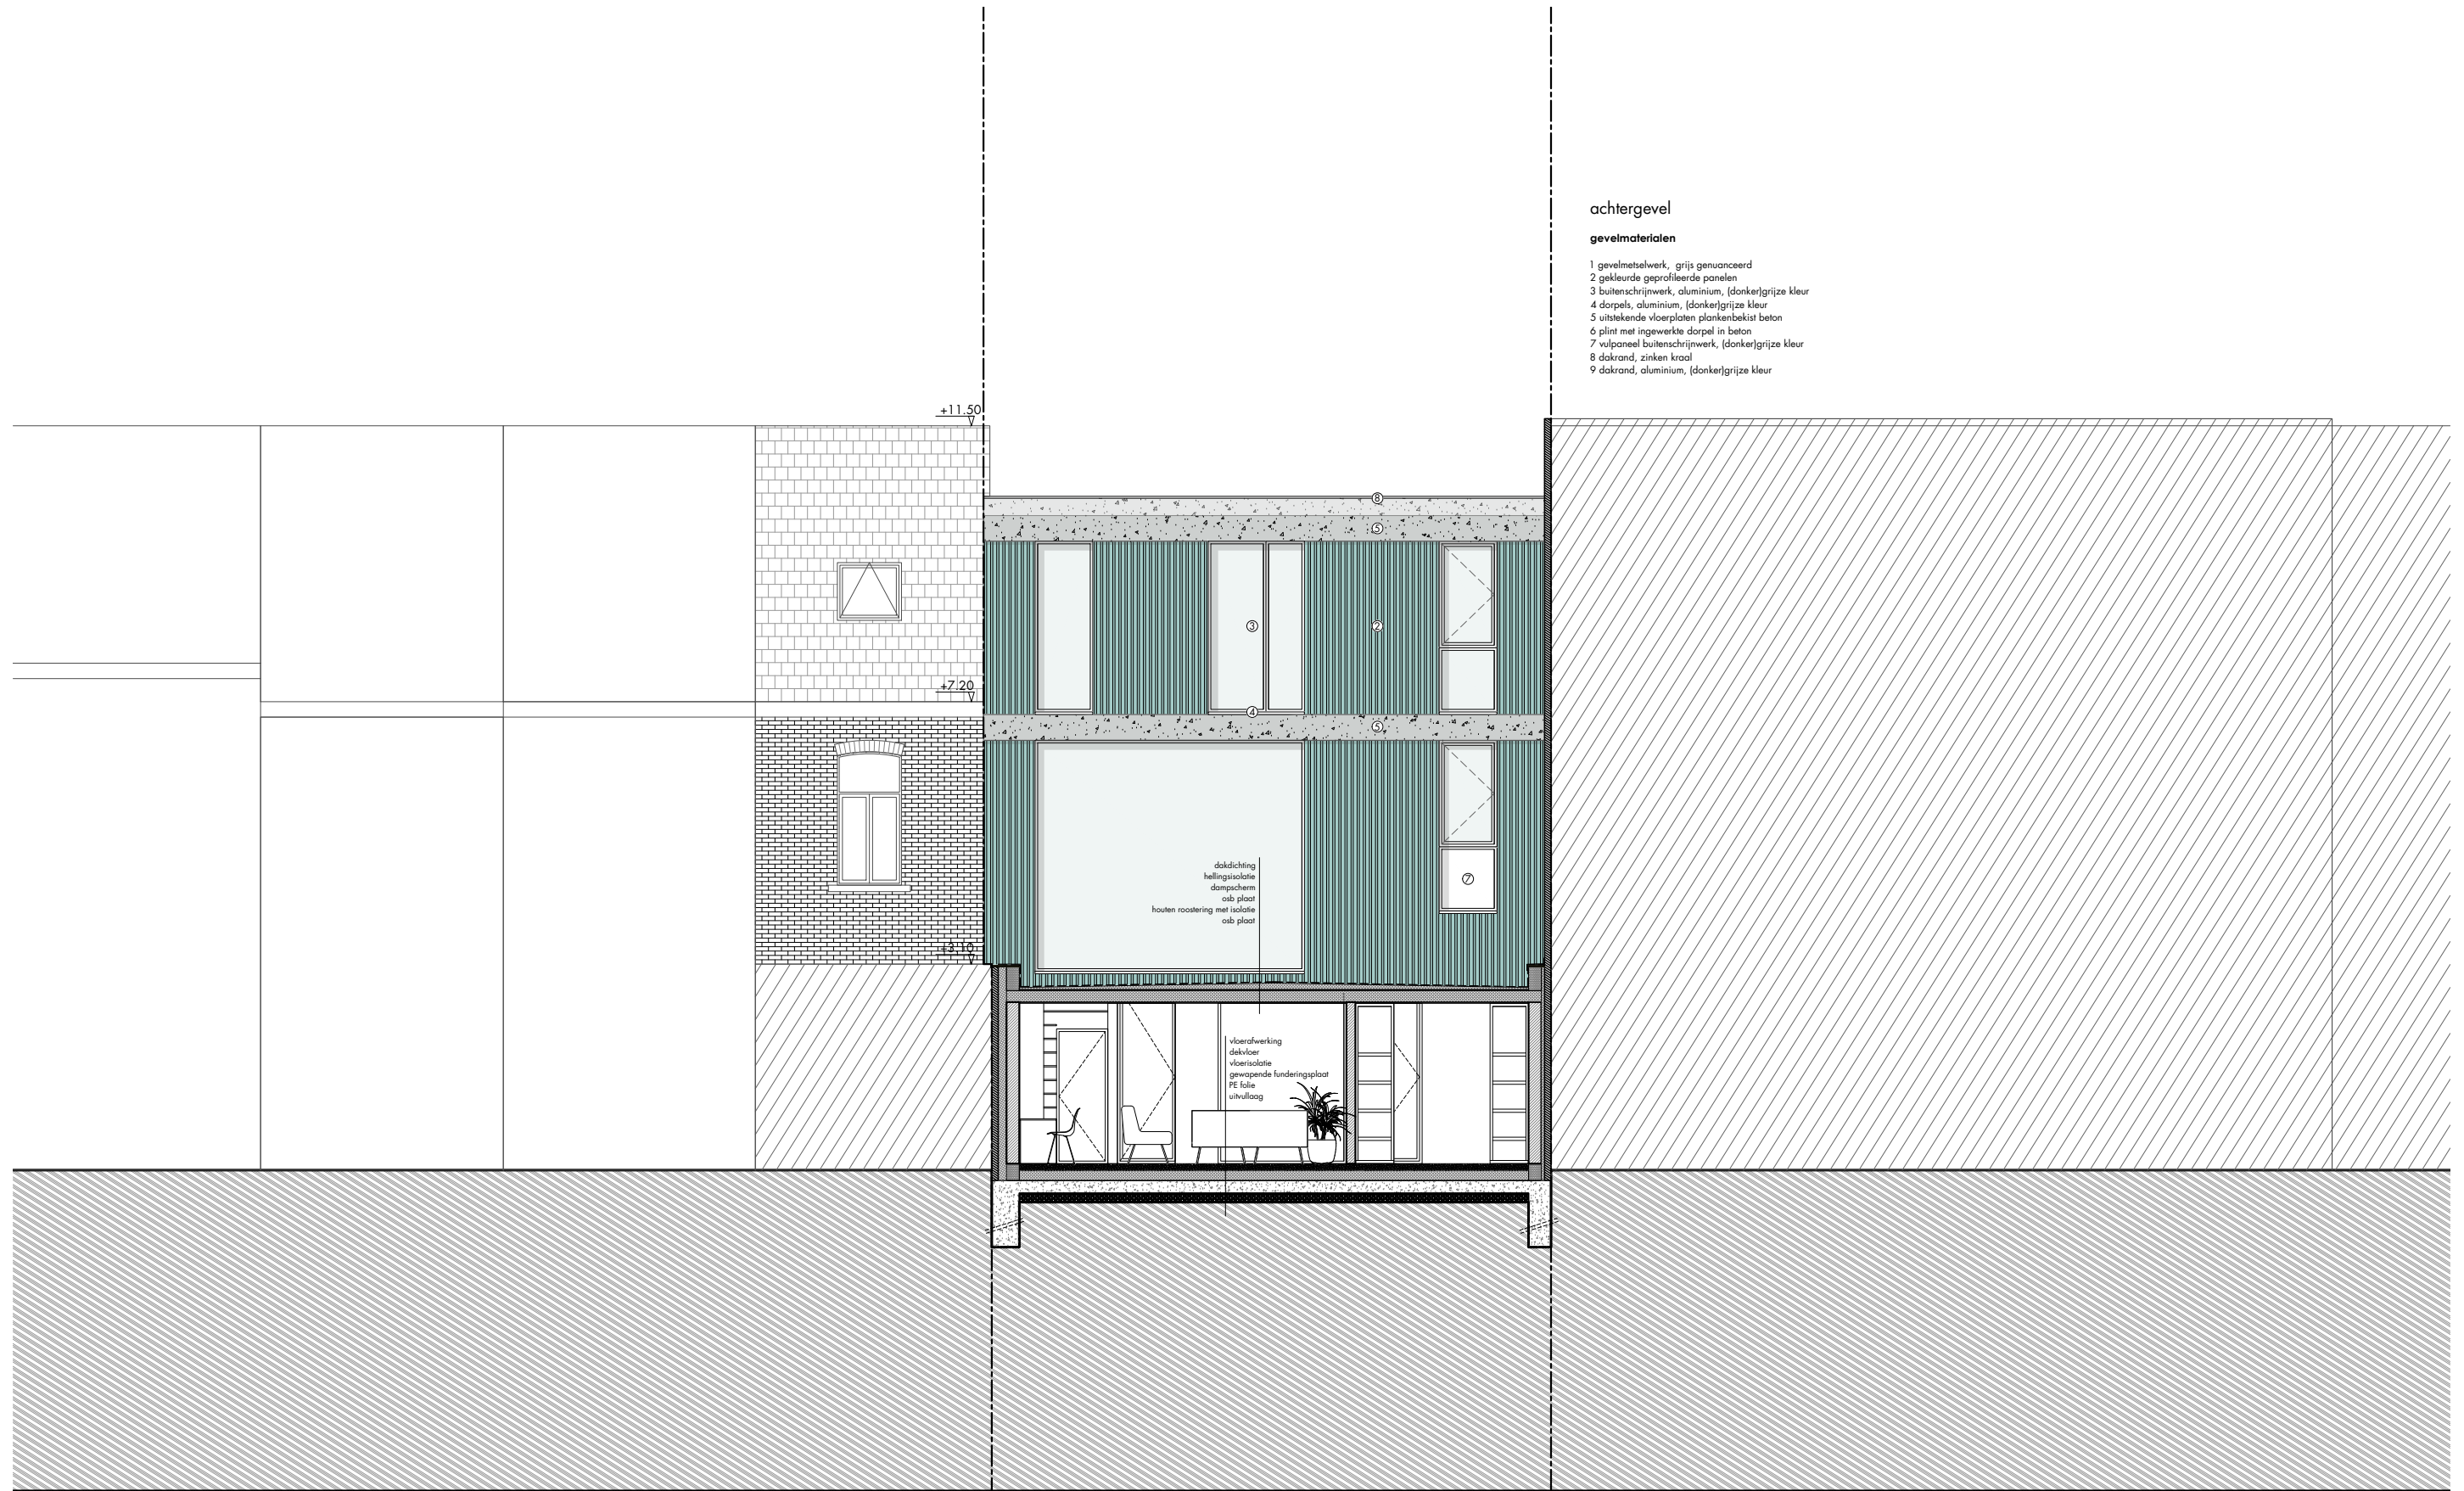 achtergevel
gevelmaterialen
1 gevelmetselwerk, grijs genuanceerd
2 gekleurde geprofileerde panelen
3 buitenschrijnwerk, aluminium, (donker)grijze kleur
4 dorpels, aluminium, (donker)grijze kleur
5 uitstekende vloerplaten plankenbekist beton
6 plint met ingewerkte dorpel in beton
7 vulpaneel buitenschrijnwerk, (donker)grijze kleur
8 dakrand, zinken kraal
9 dakrand, aluminium, (donker)grijze kleur
+11.50
8
5
3
2
+7.20
4
5
7
dakdichting
hellingsisolatie
dampscherm
osb plaat
houten roostering met isolatie
osb plaat
+3.10
vloerafwerking
dekvloer
vloerisolatie
gewapende funderingsplaat
PE folie
uitvullaag